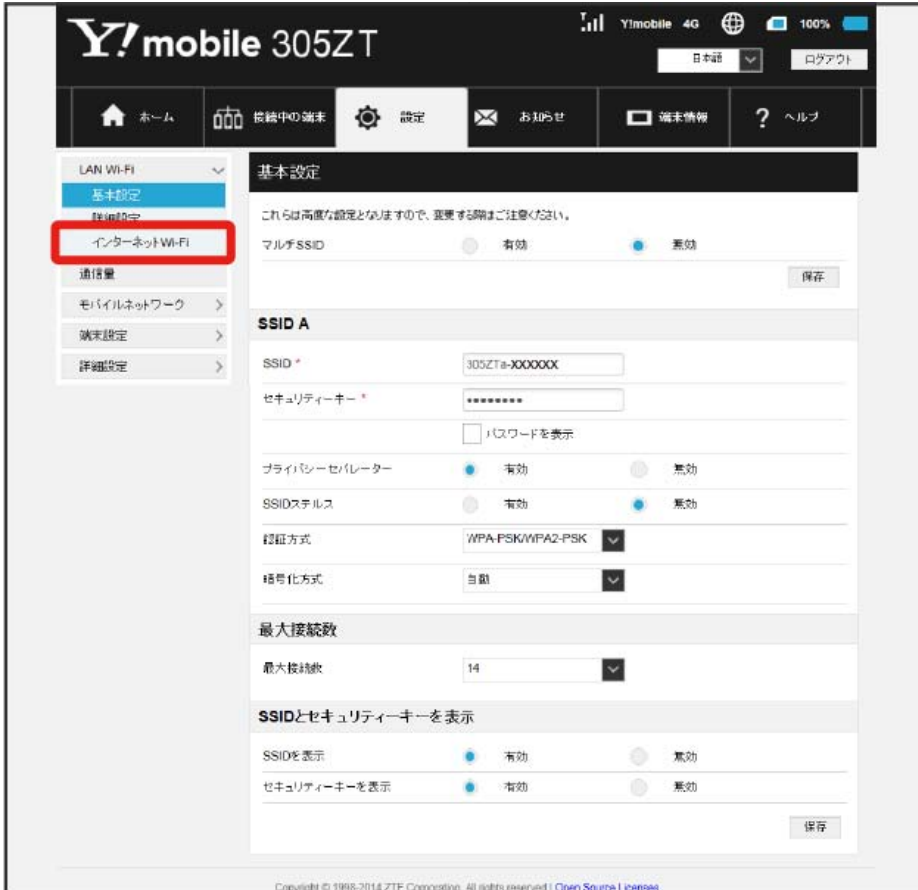 Y! mobile 305ZT
Y!mobile 4G 100%
日本語 ログアウト
ホーム 接続中の端末 設定 お知らせ 端末情報 ? ヘルプ
LAN Wi-Fi
基本設定
詳細設定
インターネットWi-Fi
通信量
モバイルネットワーク
端末設定
詳細設定
基本設定
これらは高度な設定となりますので、変更する際はご注意ください。
マルチSSID 有効 無効
保存
SSID A
SSID * 305ZTa-XXXXXX
セキュリティーキー * ••••••••
パスワードを表示
プライバシーセパレーター 有効 無効
SSIDステルス 有効 無効
認証方式 WPA-PSK/WPA2-PSK
暗号化方式 自動
最大接続数
最大接続数 14
SSIDとセキュリティーキーを表示
SSIDを表示 有効 無効
セキュリティーキーを表示 有効 無効
保存
Copyright © 1998-2014 ZTE Corporation. All rights reserved | Open Source Licenses